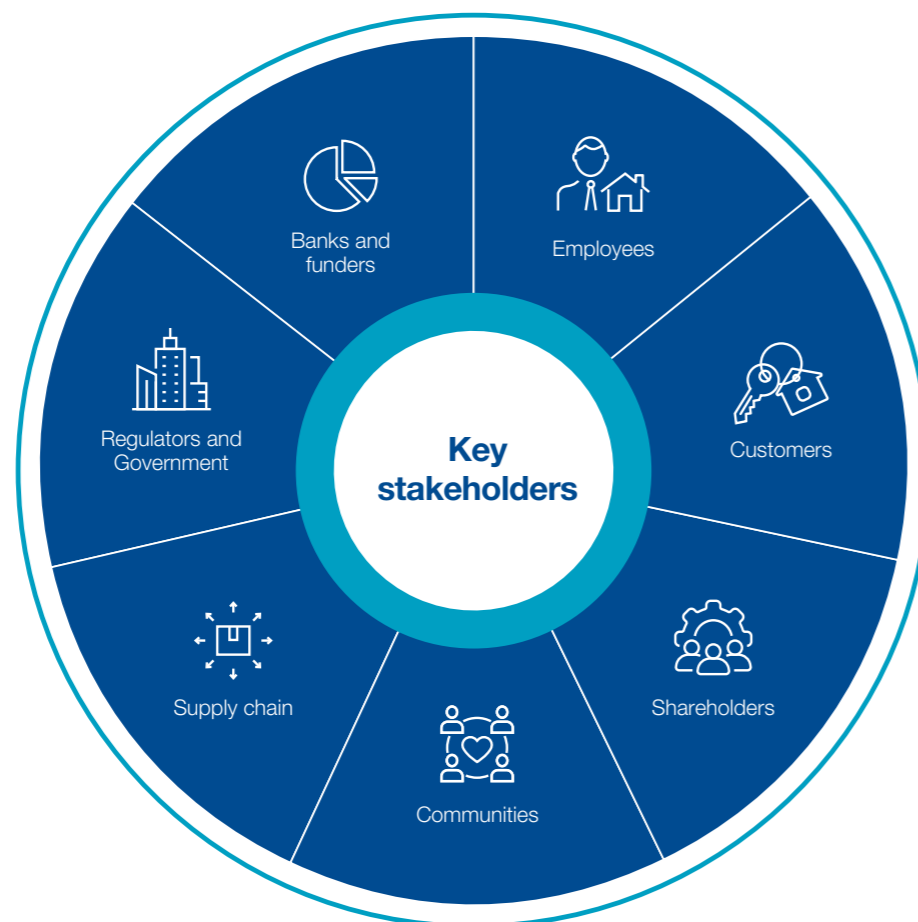 Key
stakeholders
Employees
Customers
Shareholders
Communities
Supply chain
Regulators and
Government
Banks and
funders